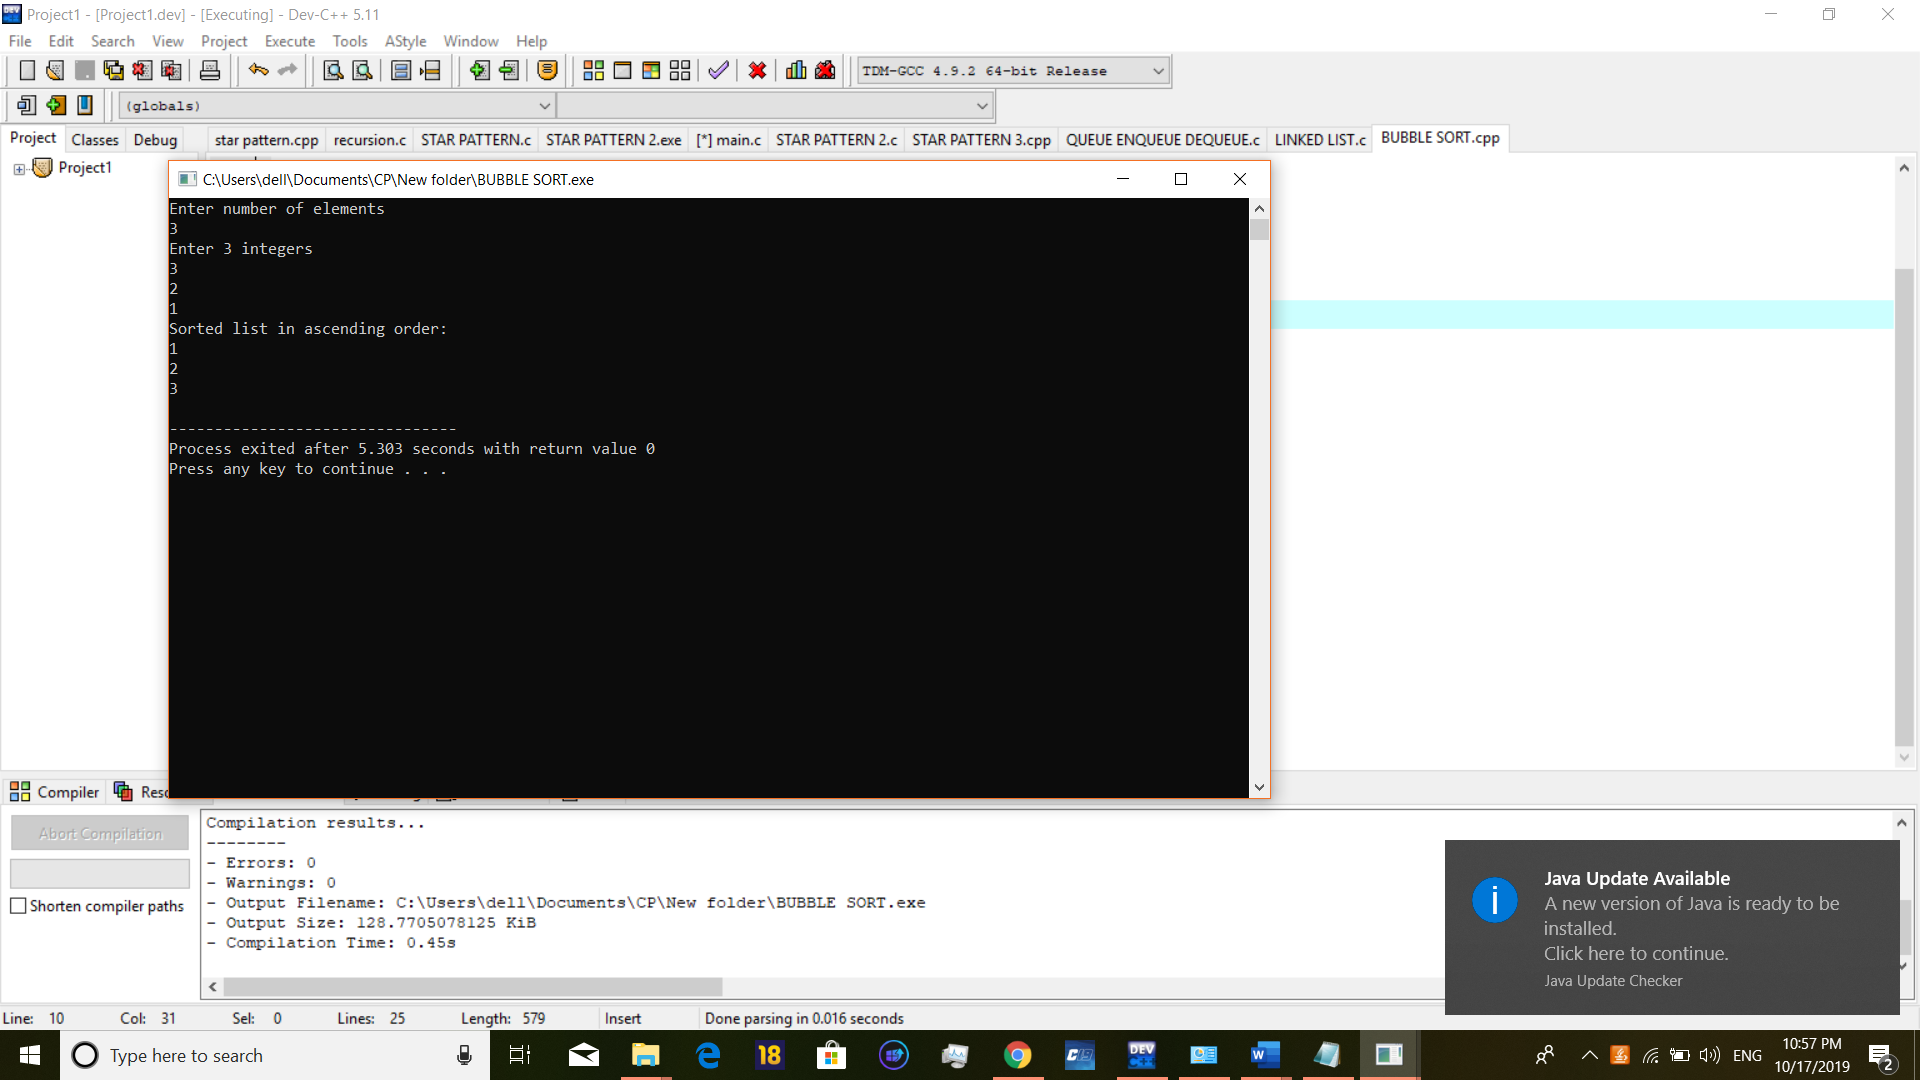 Project1 - [Project1.dev] - [Executing] - Dev-C++ 5.11
File Edit Search View Project Execute Tools AStyle Window Help
TDM-GCC 4.9.2 64-bit Release
(globals)
Project Classes Debug
star pattern.cpp recursion.c STAR PATTERN.c STAR PATTERN 2.exe [*] main.c STAR PATTERN 2.c STAR PATTERN 3.cpp QUEUE ENQUEUE DEQUEUE.c LINKED LIST.c BUBBLE SORT.cpp
Project1
C:\Users\dell\Documents\CP\New folder\BUBBLE SORT.exe
Enter number of elements
3
Enter 3 integers
3
2
1
Sorted list in ascending order:
1
2
3
--------------------------------
Process exited after 5.303 seconds with return value 0
Press any key to continue . . .
Compiler
Abort Compilation
Shorten compiler paths
Compilation results...
--------
- Errors: 0
- Warnings: 0
- Output Filename: C:\Users\dell\Documents\CP\New folder\BUBBLE SORT.exe
- Output Size: 128.7705078125 KiB
- Compilation Time: 0.45s
Java Update Available
A new version of Java is ready to be
installed.
Click here to continue.
Java Update Checker
Line: 10 Col: 31 Sel: 0 Lines: 25 Length: 579 Insert Done parsing in 0.016 seconds
Type here to search
18
DEV
ENG
10:57 PM
10/17/2019
2